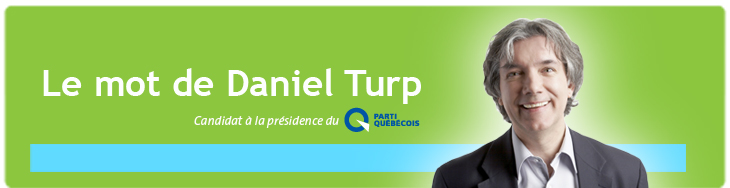 Le mot de Daniel Turp
Candidat à la présidence du PARTI QUÉBÉCOIS